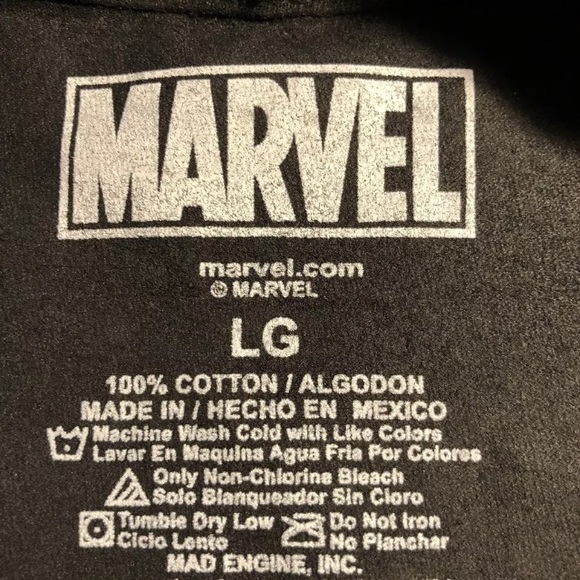 MARVEL
marvel.com
© MARVEL
LG
100% COTTON / ALGODON
MADE IN / HECHO EN MEXICO
Machine Wash Cold with Like Colors
Lavar En Maquina Agua Fria Por Colores
Only Non-Chlorine Bleach
Solo Blanqueador Sin Cloro
Tumble Dry Low Do Not Iron
Ciclo Lento No Planchar
MAD ENGINE, INC.